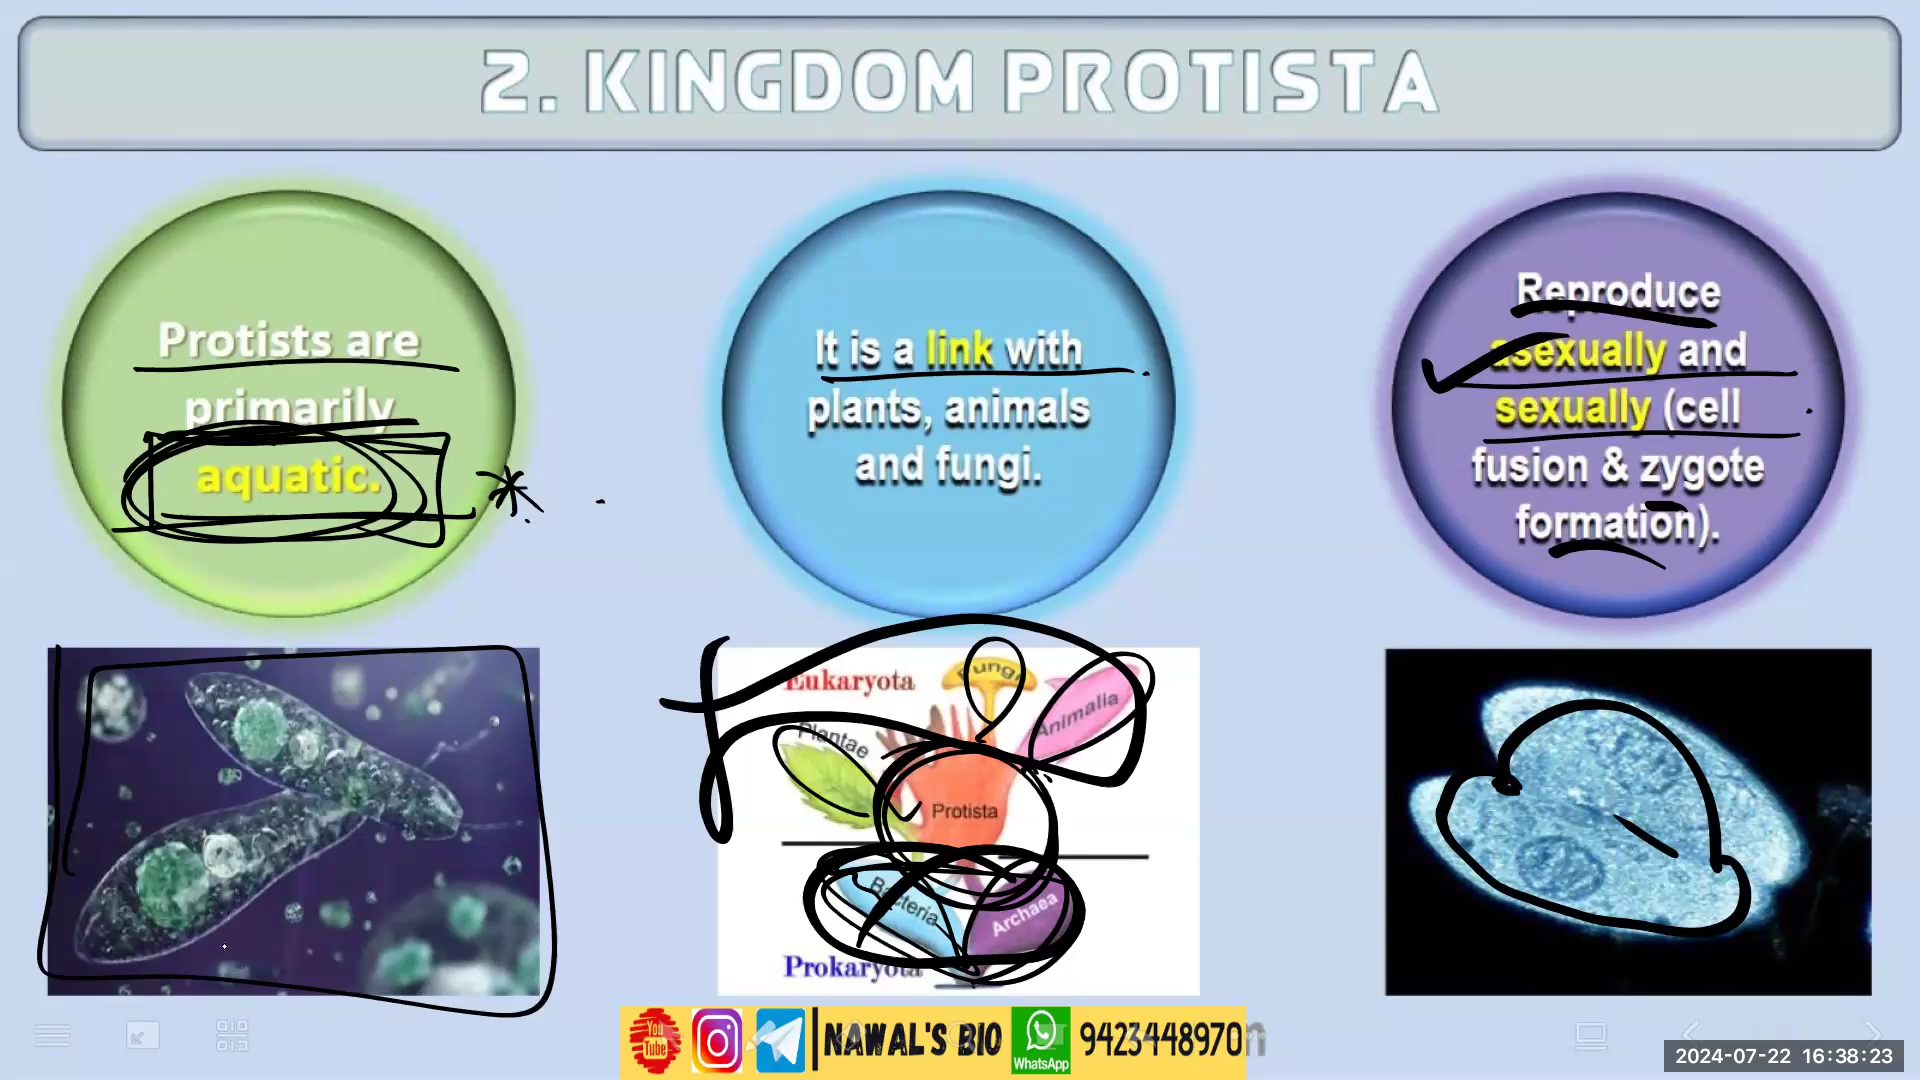 2. KINGDOM PROTISTA
Protists are
primarily
aquatic.
It is a link with
plants, animals
and fungi.
Reproduce
asexually and
sexually (cell
fusion & zygote
formation).
Eukaryota
Fungi
Animalia
Plantae
Protista
Bacteria
Archaea
Prokaryota
You
Tube
NAWAL'S BIO
WhatsApp
9423448970
2024-07-22 16:38:23